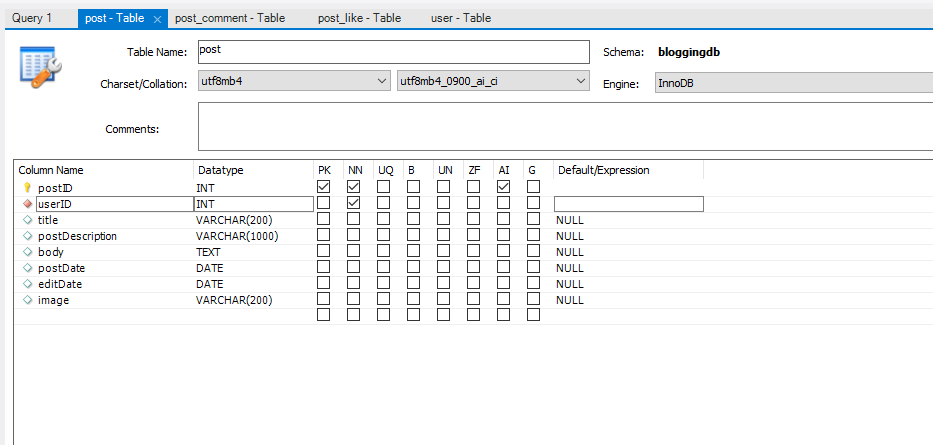 Query 1 post - Table × post_comment - Table post_like - Table user - Table
Table Name: post Schema: bloggingdb
Charset/Collation: utf8mb4 utf8mb4_0900_ai_ci Engine: InnoDB
Comments:
Column Name Datatype PK NN UQ B UN ZF AI G Default/Expression
postID INT
userID INT
title VARCHAR(200) NULL
postDescription VARCHAR(1000) NULL
body TEXT NULL
postDate DATE NULL
editDate DATE NULL
image VARCHAR(200) NULL